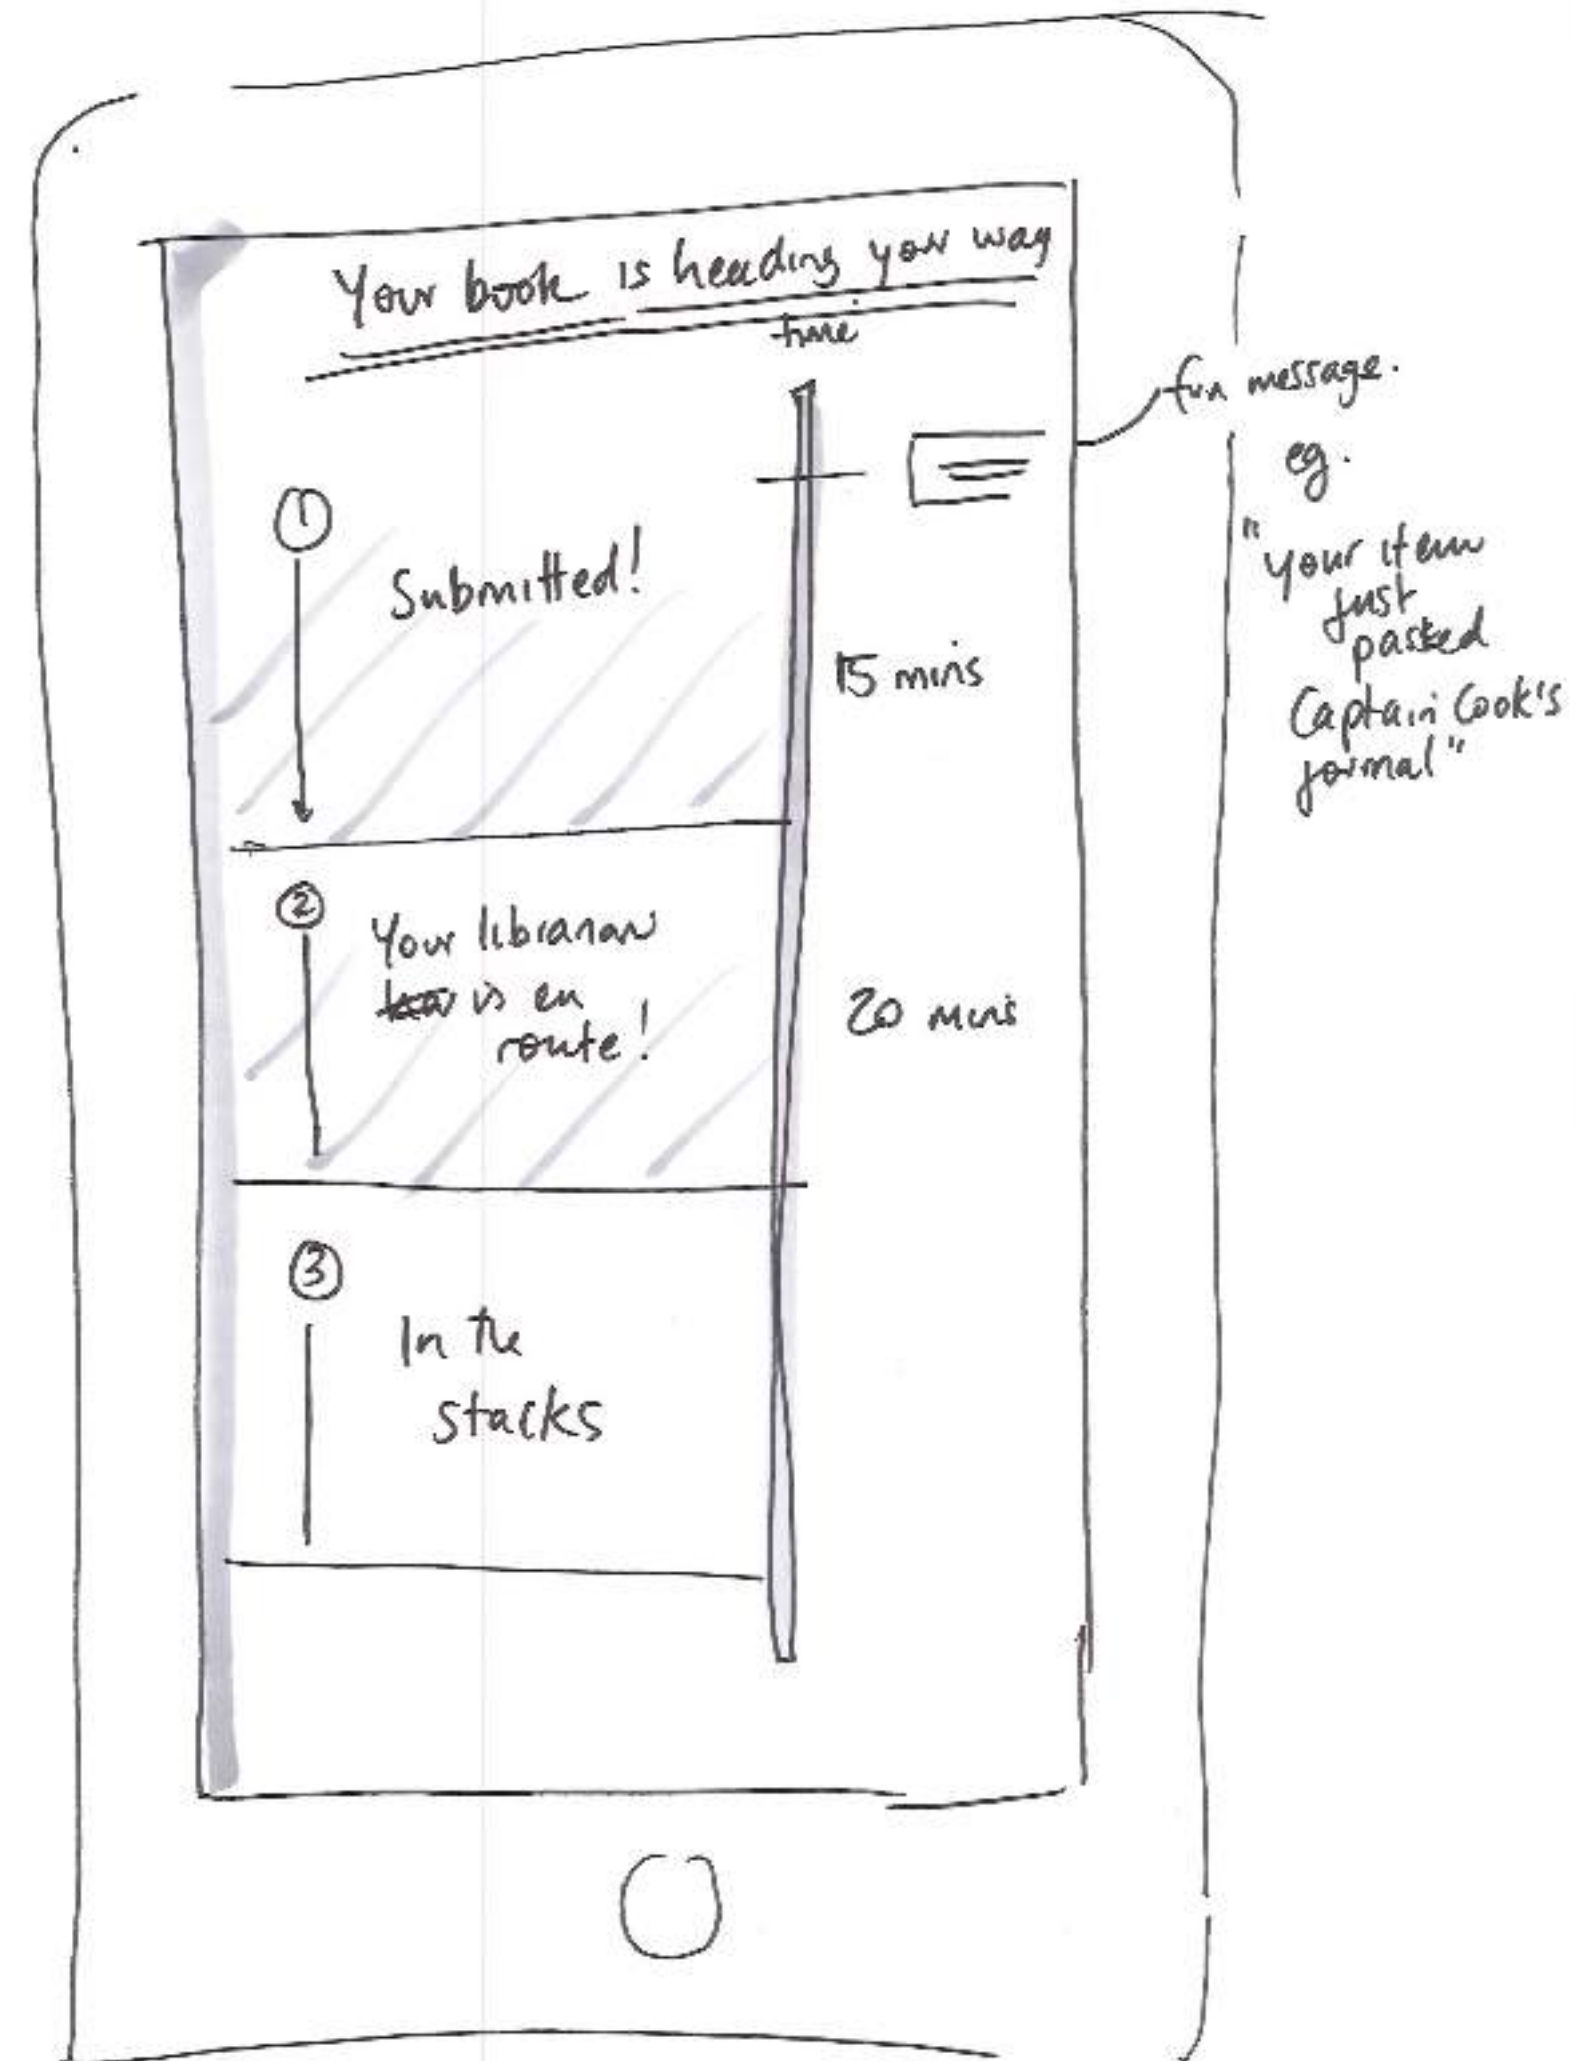 Your book is heading your way
time
fun message.
eg.
"your item
just
passed
Captain Cook's
jornal"
1
Submitted!
15 mins
2
Your librarian
is en
route!
20 mins
3
In the
stacks